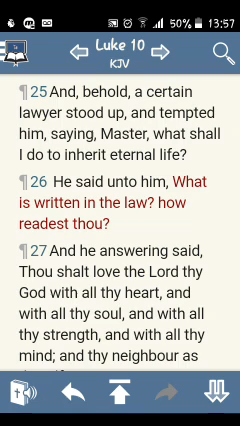 50% 13:57
Luke 10
KJV
¶25 And, behold, a certain
lawyer stood up, and tempted
him, saying, Master, what shall
I do to inherit eternal life?
¶26 He said unto him, What
is written in the law? how
readest thou?
¶27 And he answering said,
Thou shalt love the Lord thy
God with all thy heart, and
with all thy soul, and with all
thy strength, and with all thy
mind; and thy neighbour as